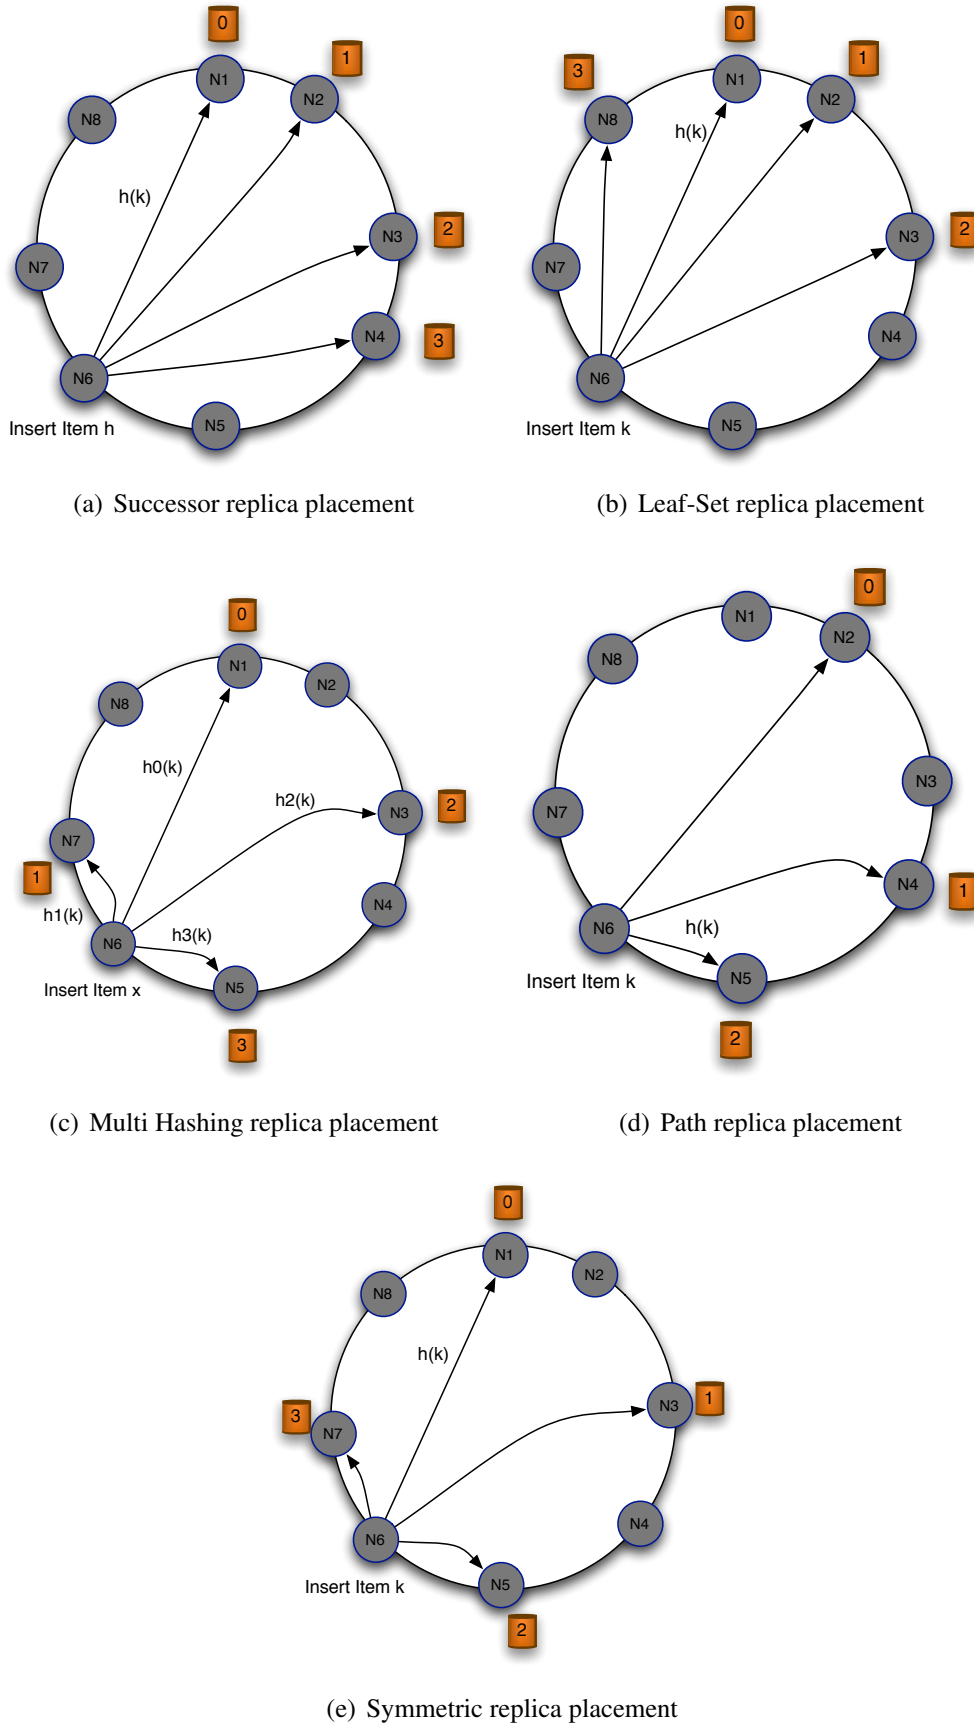 0 0
1 1
3
N1 N1
N2 N2
N8 N8
h(k)
h(k)
N3 2 N3 2
N7 N7
N4 3 N4
N6 N6
N5 N5
Insert Item h Insert Item k
(a) Successor replica placement (b) Leaf-Set replica placement
0
0
N1
N2
N1
N2
N8
N8
h0(k)
h2(k)
N3
N3 2
N7
N7
1
N4
N4 1
h1(k)
h3(k)
h(k)
N6
N6
Insert Item x
N5
Insert Item k
N5
3
2
(c) Multi Hashing replica placement (d) Path replica placement
0
N1
N2
N8
h(k)
N3 1
3
N7
N4
N6
Insert Item k
N5
2
(e) Symmetric replica placement